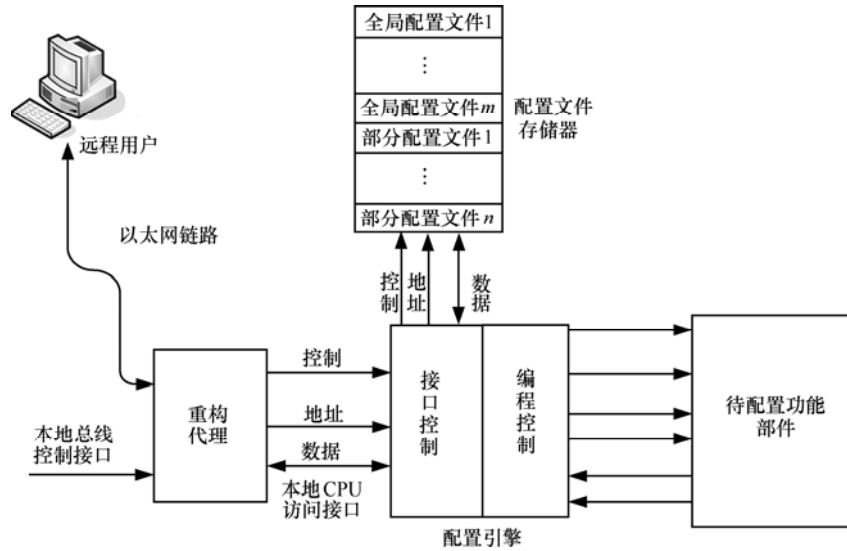 全局配置文件1
⋮
全局配置文件m
部分配置文件1
⋮
部分配置文件n
配置文件
存储器
远程用户
以太网链路
控制
地址
数据
重构
代理
本地总线
控制接口
控制
地址
数据
本地CPU
访问接口
接口控制
编程控制
配置引擎
待配置功能
部件